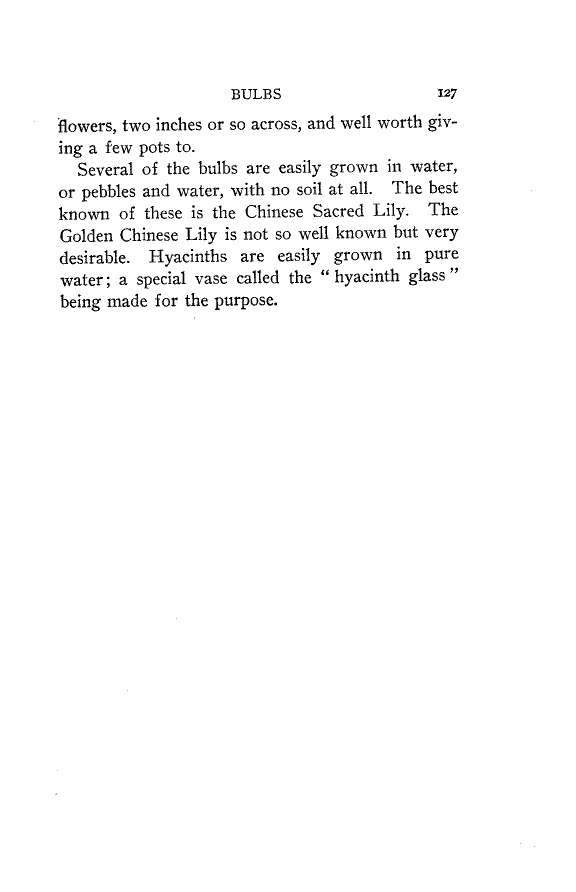 BULBS 127
flowers, two inches or so across, and well worth giv-
ing a few pots to.
Several of the bulbs are easily grown in water,
or pebbles and water, with no soil at all. The best
known of these is the Chinese Sacred Lily. The
Golden Chinese Lily is not so well known but very
desirable. Hyacinths are easily grown in pure
water; a special vase called the “ hyacinth glass ”
being made for the purpose.